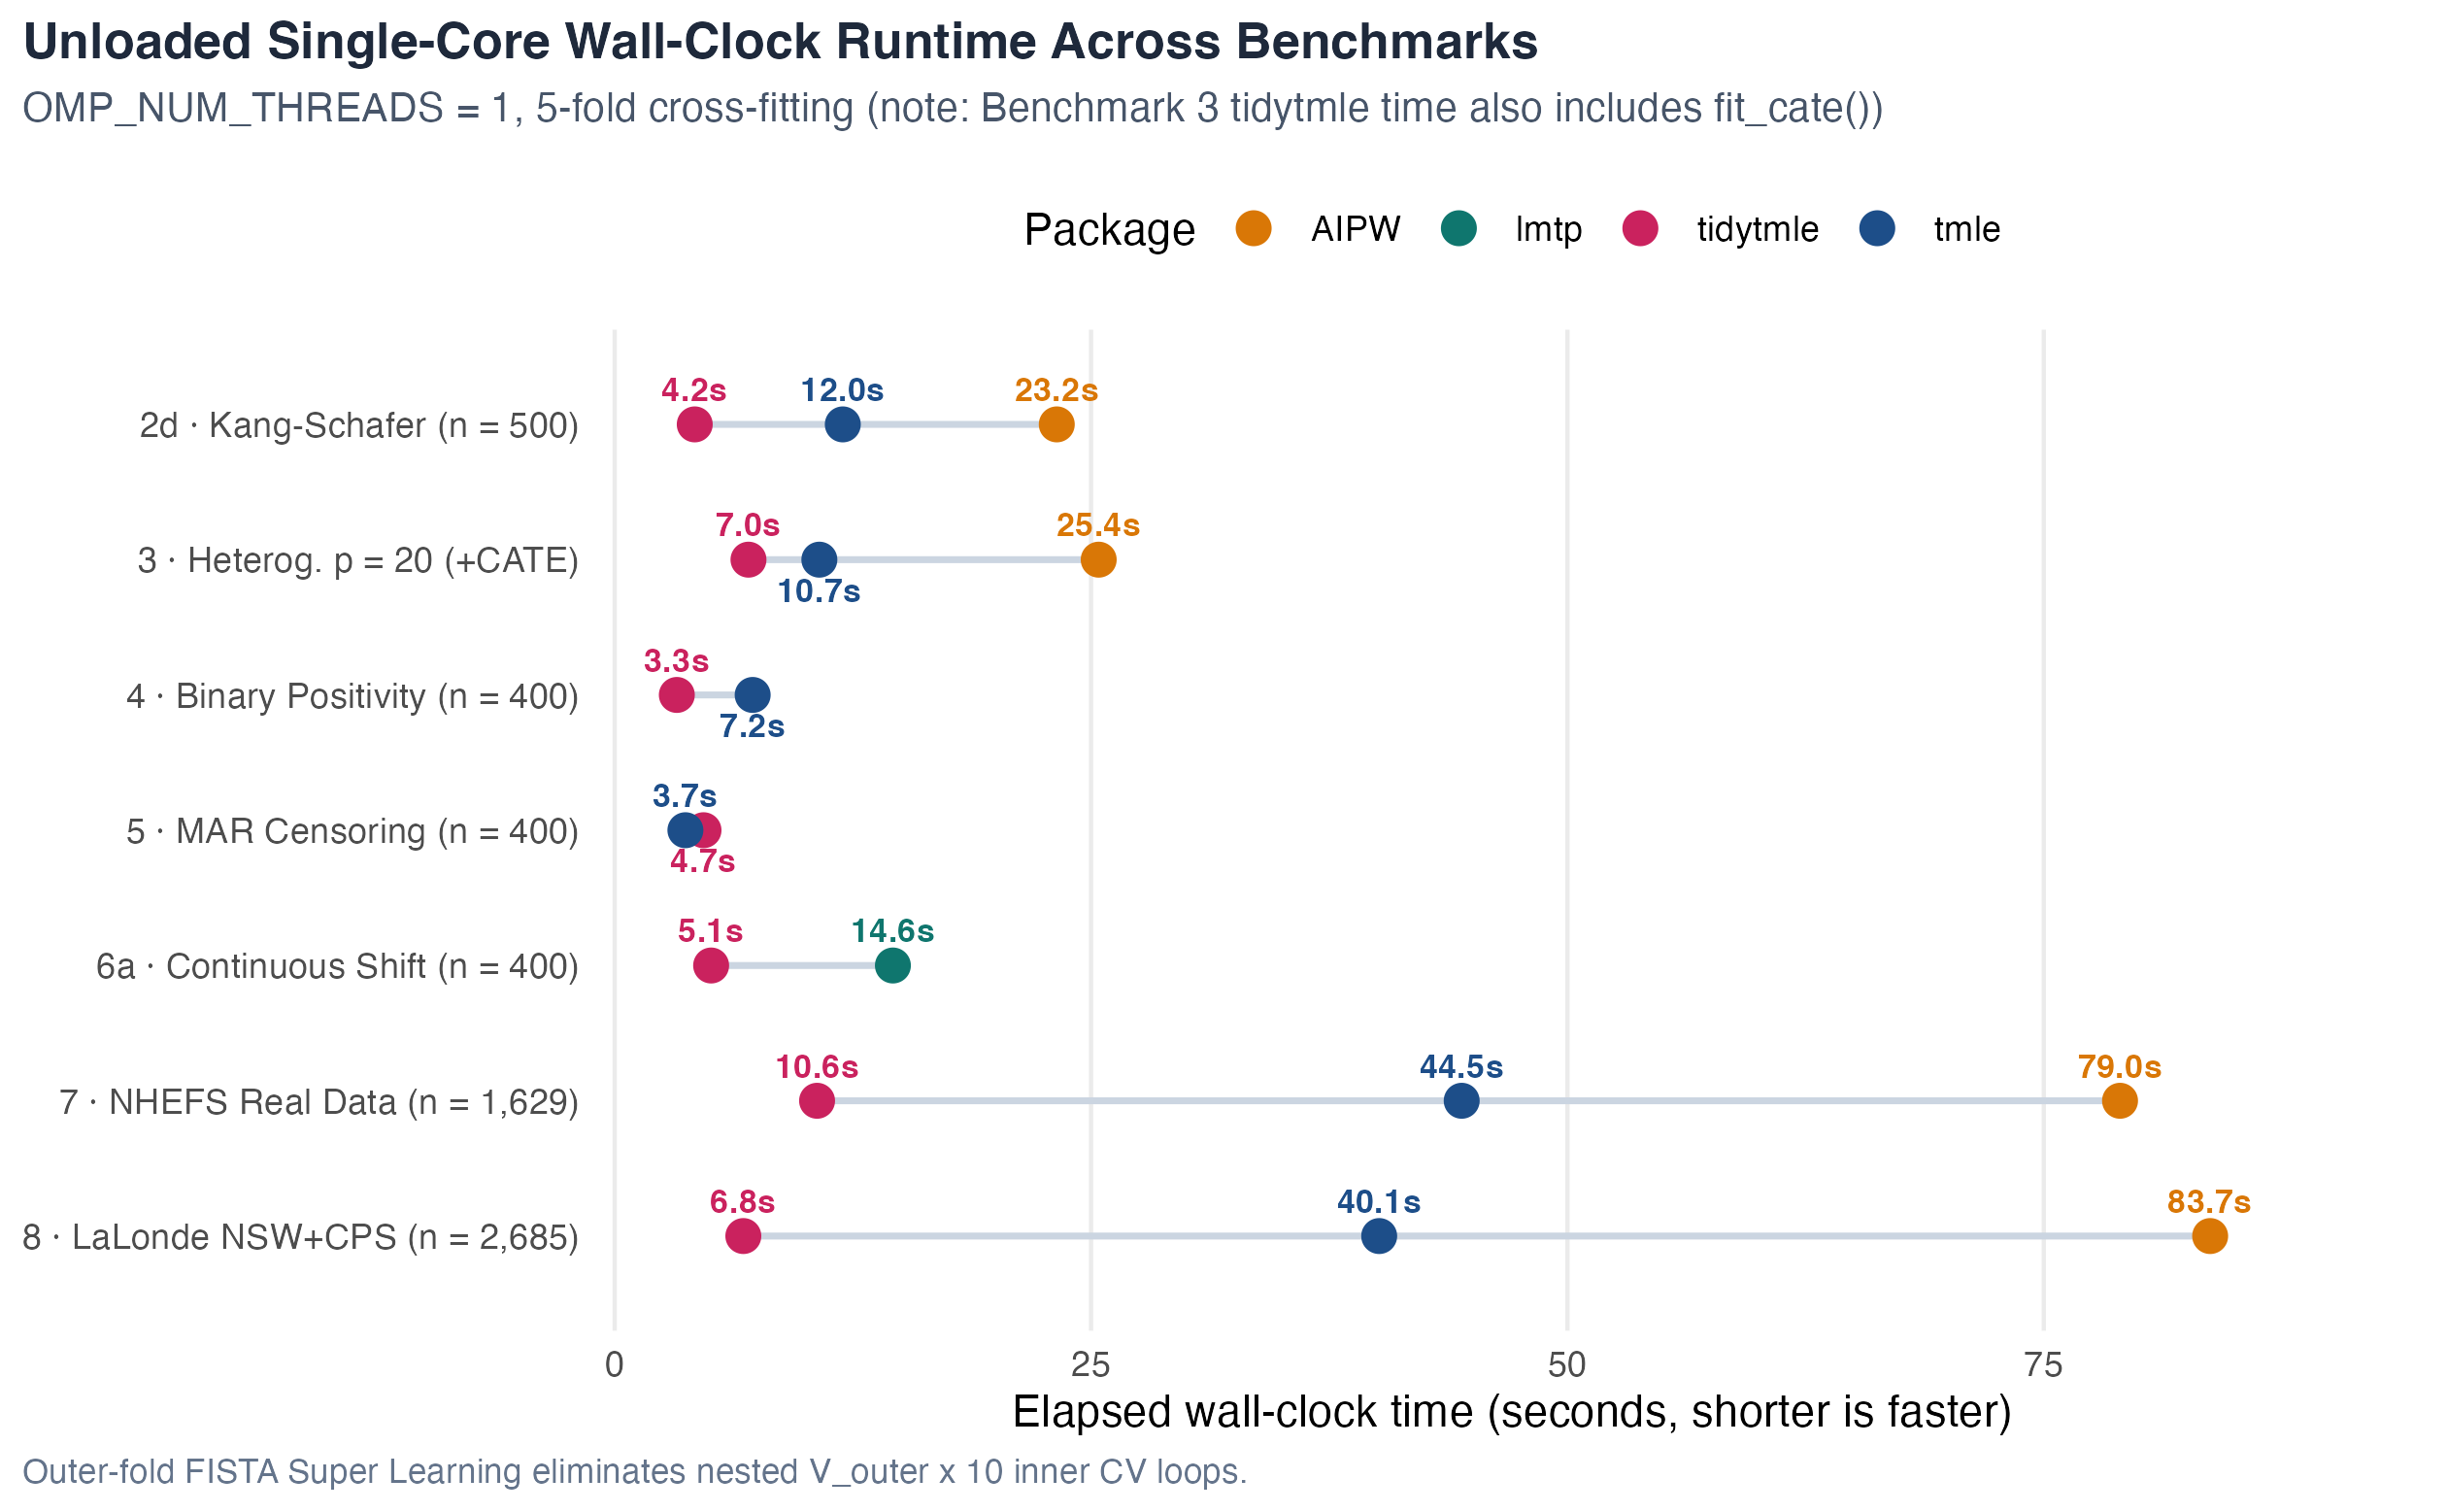 Unloaded Single-Core Wall-Clock Runtime Across Benchmarks
OMP_NUM_THREADS = 1, 5-fold cross-fitting (note: Benchmark 3 tidytmle time also includes fit_cate())
Package AIPW lmtp tidytmle tmle
4.2s 12.0s 23.2s
2d · Kang-Schafer (n = 500)
7.0s 25.4s
3 · Heterog. p = 20 (+CATE)
10.7s
3.3s
4 · Binary Positivity (n = 400)
7.2s
3.7s
5 · MAR Censoring (n = 400)
4.7s
5.1s 14.6s
6a · Continuous Shift (n = 400)
10.6s 44.5s 79.0s
7 · NHEFS Real Data (n = 1,629)
6.8s 40.1s 83.7s
8 · LaLonde NSW+CPS (n = 2,685)
0 25 50 75
Elapsed wall-clock time (seconds, shorter is faster)
Outer-fold FISTA Super Learning eliminates nested V_outer x 10 inner CV loops.